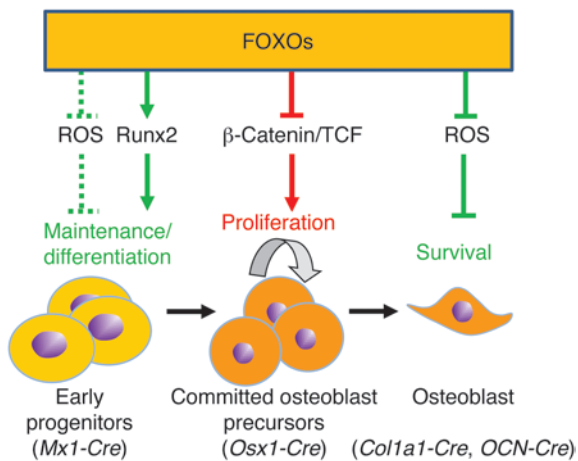 FOXOs
ROS Runx2 β-Catenin/TCF ROS
Maintenance/
differentiation
Proliferation
Survival
Early
progenitors
(Mx1-Cre)
Committed osteoblast
precursors
(Osx1-Cre)
Osteoblast
(Col1a1-Cre, OCN-Cre)